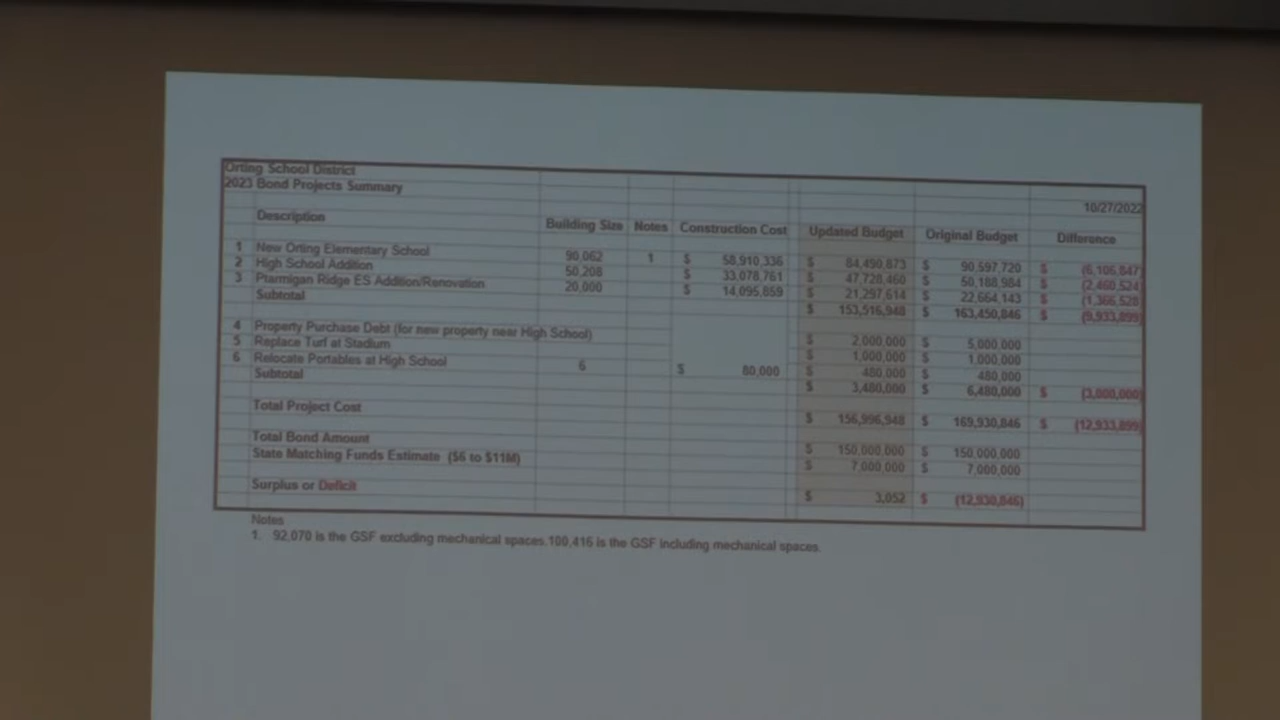 Orting School District
2023 Bond Projects Summary
10/27/2022
Description Building Size Notes Construction Cost Updated Budget Original Budget Difference
1 New Orting Elementary School 90,062 1 $ 58,910,336 $ 84,490,873 $ 90,597,720 $ (6,106,847)
2 High School Addition 50,208 $ 33,078,761 $ 47,728,460 $ 50,188,984 $ (2,460,524)
3 Ptarmigan Ridge ES Addition/Renovation 20,000 $ 14,095,859 $ 21,297,614 $ 22,664,143 $ (1,366,528)
Subtotal $ 153,516,948 $ 163,450,846 $ (9,933,899)
4 Property Purchase Debt (for new property near High School) $ 2,000,000 $ 5,000,000
5 Replace Turf at Stadium $ 1,000,000 $ 1,000,000
6 Relocate Portables at High School 6 $ 80,000 $ 480,000 $ 480,000
Subtotal $ 3,480,000 $ 6,480,000 $ (3,000,000)
Total Project Cost $ 156,996,948 $ 169,930,846 $ (12,933,899)
Total Bond Amount $ 150,000,000 $ 150,000,000
State Matching Funds Estimate ($6 to $11M) $ 7,000,000 $ 7,000,000
Surplus or Deficit $ 3,052 $ (12,930,846)
Notes
1. 92,070 is the GSF excluding mechanical spaces. 100,416 is the GSF including mechanical spaces.